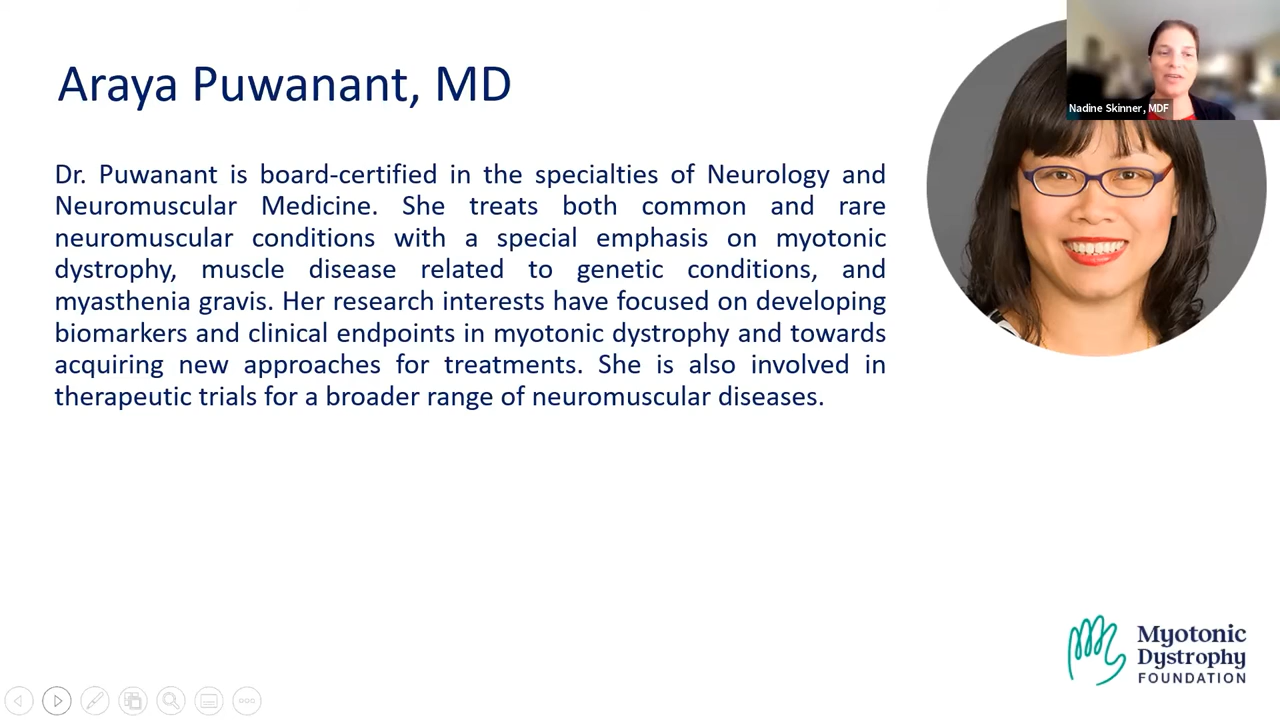 Araya Puwanant, MD
Nadine Skinner, MDF
Dr. Puwanant is board-certified in the specialties of Neurology and
Neuromuscular Medicine. She treats both common and rare
neuromuscular conditions with a special emphasis on myotonic
dystrophy, muscle disease related to genetic conditions, and
myasthenia gravis. Her research interests have focused on developing
biomarkers and clinical endpoints in myotonic dystrophy and towards
acquiring new approaches for treatments. She is also involved in
therapeutic trials for a broader range of neuromuscular diseases.
Myotonic
Dystrophy
FOUNDATION